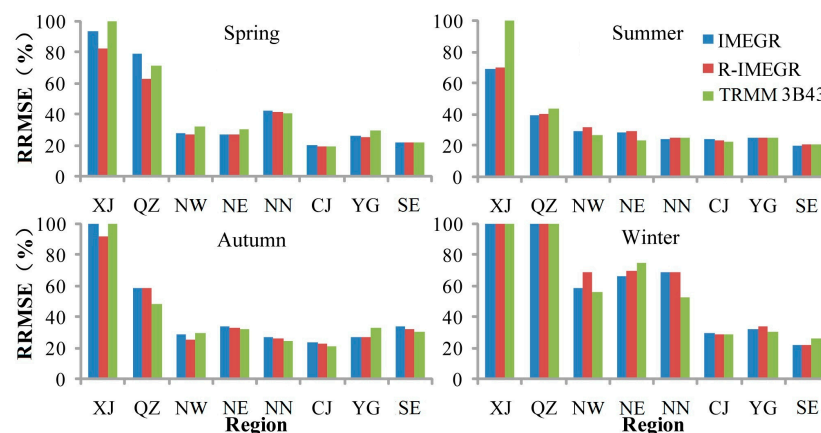 Spring
100
80
60
40
20
0
RRMSE (%)
XJ QZ NW NE NN CJ YG SE
Summer
IMEGR
R-IMEGR
TRMM 3B43
100
80
60
40
20
0
XJ QZ NW NE NN CJ YG SE
Autumn
100
80
60
40
20
0
RRMSE (%)
XJ QZ NW NE NN CJ YG SE
Region
Winter
100
80
60
40
20
0
XJ QZ NW NE NN CJ YG SE
Region